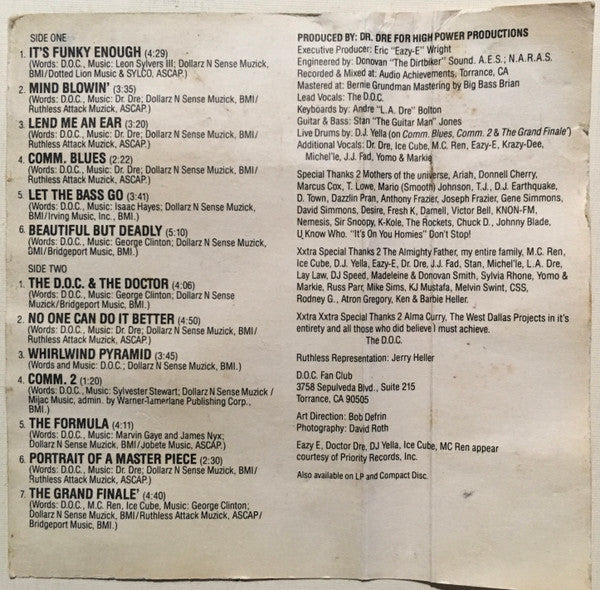 SIDE ONE
1. IT'S FUNKY ENOUGH (4:29)
(Words: D.O.C., Music: Leon Sylvers III; Dollarz N Sense Muzick,
BMI/Dotted Lion Music & SYLCO, ASCAP.)
2. MIND BLOWIN' (3:35)
(Words: D.O.C., Music: Dr. Dre; Dollarz N Sense Muzick, BMI/
Ruthless Attack Muzick, ASCAP.)
3. LEND ME AN EAR (3:20)
(Words: D.O.C., Music: Dr. Dre; Dollarz N Sense Muzick, BMI/
Ruthless Attack Muzick, ASCAP.)
4. COMM. BLUES (2:22)
(Words: D.O.C., Music: Dr. Dre; Dollarz N Sense Muzick, BMI/
Ruthless Attack Muzick, ASCAP.)
5. LET THE BASS GO (3:41)
(Words: D.O.C., Music: Isaac Hayes; Dollarz N Sense Muzick,
BMI/Irving Music, Inc., BMI.)
6. BEAUTIFUL BUT DEADLY (5:10)
(Words: D.O.C., Music: George Clinton; Dollarz N Sense Muzick,
BMI/Bridgeport Music, BMI.)
SIDE TWO
1. THE D.O.C. & THE DOCTOR (4:06)
(Words: D.O.C., Music: George Clinton; Dollarz N Sense
Muzick/Bridgeport Music, BMI.)
2. NO ONE CAN DO IT BETTER (4:50)
(Words: D.O.C., Music: Dr. Dre; Dollarz N Sense Muzick, BMI/
Ruthless Attack Muzick, ASCAP.)
3. WHIRLWIND PYRAMID (3:45)
(Words and Music: D.O.C.; Dollarz N Sense Muzick, BMI.)
4. COMM. 2 (1:20)
(Words: D.O.C., Music: Sylvester Stewart; Dollarz N Sense Muzick /
Mijac Music, admin. by Warner-Tamerlane Publishing Corp.,
BMI.)
5. THE FORMULA (4:11)
(Words: D.O.C., Music: Marvin Gaye and James Nyx;
Dollarz N Sense Muzick, BMI/Jobete Music, ASCAP.)
6. PORTRAIT OF A MASTER PIECE (2:30)
(Words: D.O.C., Music: Dr. Dre; Dollarz N Sense Muzick, BMI/
Ruthless Attack Muzick, ASCAP.)
7. THE GRAND FINALE' (4:40)
(Words: D.O.C., M.C. Ren, Ice Cube, Music: George Clinton;
Dollarz N Sense Muzick, BMI/Ruthless Attack Muzick, ASCAP/
Bridgeport Music, BMI.)
PRODUCED BY: DR. DRE FOR HIGH POWER PRODUCTIONS
Executive Producer: Eric "Eazy-E" Wright
Engineered by: Donovan "The Dirtbiker" Sound. A.E.S.; N.A.R.A.S.
Recorded & Mixed at: Audio Achievements, Torrance, CA
Mastered at: Bernie Grundman Mastering by Big Bass Brian
Lead Vocals: The D.O.C.
Keyboards by: Andre "L.A. Dre" Bolton
Guitar & Bass: Stan "The Guitar Man" Jones
Live Drums by: D.J. Yella (on Comm. Blues, Comm. 2 & The Grand Finale')
Additional Vocals: Dr. Dre, Ice Cube, M.C. Ren, Eazy-E, Krazy-Dee,
Michel'le, J.J. Fad, Yomo & Markie
Special Thanks 2 Mothers of the universe, Ariah, Donnell Cherry,
Marcus Cox, T. Lowe, Mario (Smooth) Johnson, T.J., D.J. Earthquake,
D. Town, Dazzlin Pran, Anthony Frazier, Joseph Frazier, Gene Simmons,
David Simmons, Desire, Fresh K, Darnell, Victor Bell, KNON-FM,
Nemesis, Sir Snoopy, K-Kole, The Rockets, Chuck D., Johnny Blade,
U Know Who. "It's On You Homies" Don't Stop!
Xxtra Special Thanks 2 The Almighty Father, my entire family, M.C. Ren,
Ice Cube, D.J. Yella, Eazy-E, Dr. Dre, J.J. Fad, Stan, Michel'le, L.A. Dre,
Lay Law, DJ Speed, Madeleine & Donovan Smith, Sylvia Rhone, Yomo &
Markie, Russ Parr, Mike Sims, KJ Mustafa, Melvin Swint, CSS,
Rodney G., Atron Gregory, Ken & Barbie Heller.
Xxtra Xxtra Special Thanks 2 Alma Curry, The West Dallas Projects in it's
entirety and all those who did believe I must achieve.
The D.O.C.
Ruthless Representation: Jerry Heller
D.O.C. Fan Club
3758 Sepulveda Blvd., Suite 215
Torrance, CA 90505
Art Direction: Bob Defrin
Photography: David Roth
Eazy E, Doctor Dre, DJ Yella, Ice Cube, MC Ren appear
courtesy of Priority Records, Inc.
Also available on LP and Compact Disc.